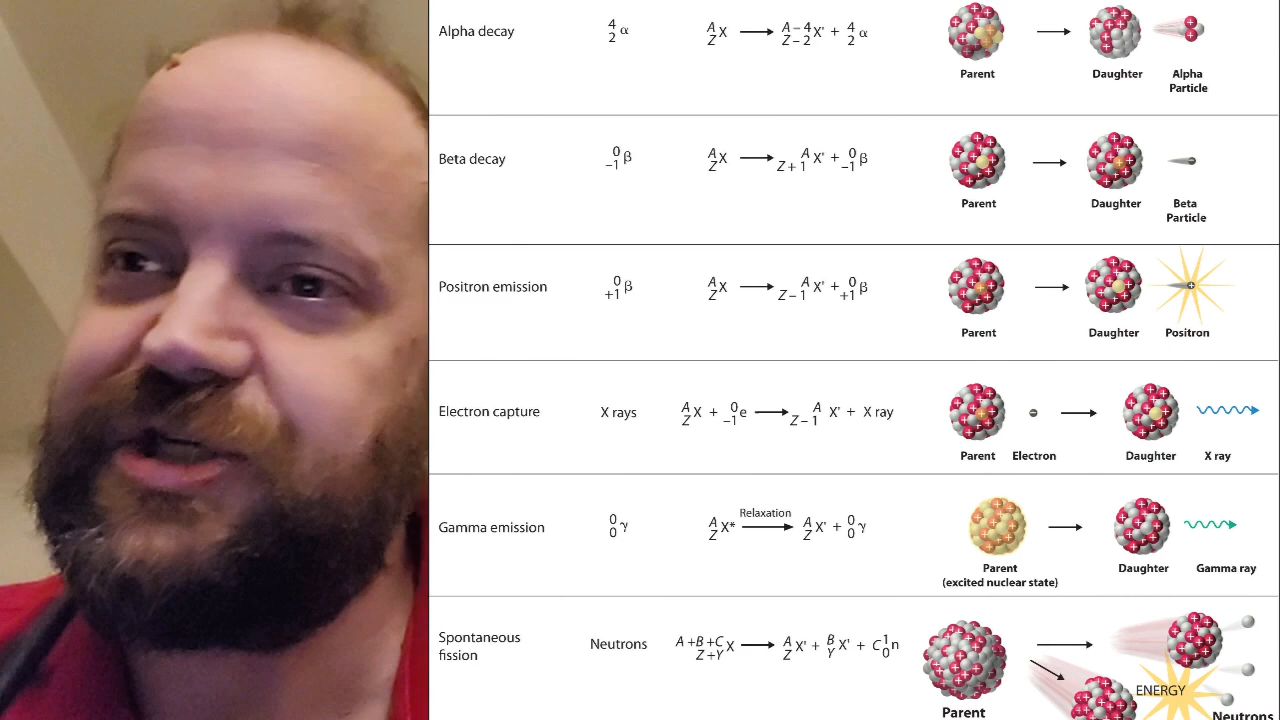 Alpha decay 4 2 α A Z X → A – 4 Z – 2 X' + 4 2 α
Parent Daughter Alpha
Particle
Beta decay 0 –1 β A Z X → A Z + 1 X' + 0 –1 β
Parent Daughter Beta
Particle
Positron emission 0 +1 β A Z X → A Z – 1 X' + 0 +1 β
Parent Daughter Positron
Electron capture X rays A Z X + 0 –1 e → A Z – 1 X' + X ray
Parent Electron Daughter X ray
Gamma emission 0 0 γ A Z X* Relaxation → A Z X' + 0 0 γ
Parent Daughter Gamma ray
(excited nuclear state)
Spontaneous
fission Neutrons A +B +C Z +Y X → A Z X' + B Y X' + C 1 0 n
ENERGY
Parent Neutrons